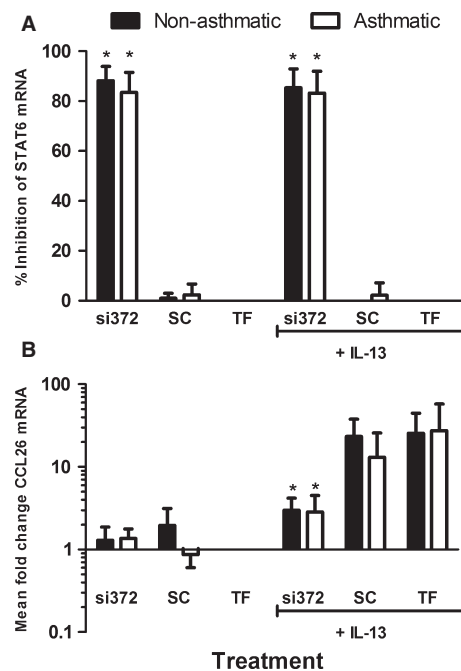 A
Non-asthmatic
Asthmatic
% Inhibition of STAT6 mRNA
100
80
60
40
20
0
* * * *
si372 SC TF si372 SC TF
+ IL-13
B
Mean fold change CCL26 mRNA
100
10
1
0.1
* *
si372 SC TF si372 SC TF
+ IL-13
Treatment